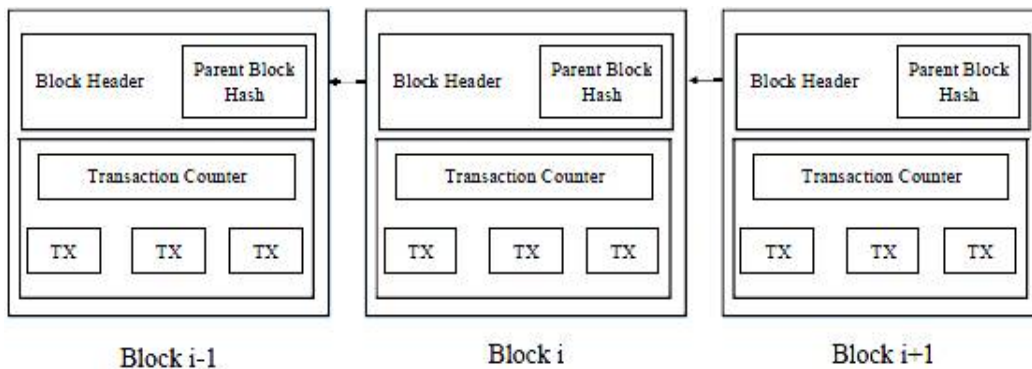 Block Header
Parent Block
Hash
Transaction Counter
TX TX TX
Block i-1
Block Header
Parent Block
Hash
Transaction Counter
TX TX TX
Block i
Block Header
Parent Block
Hash
Transaction Counter
TX TX TX
Block i+1